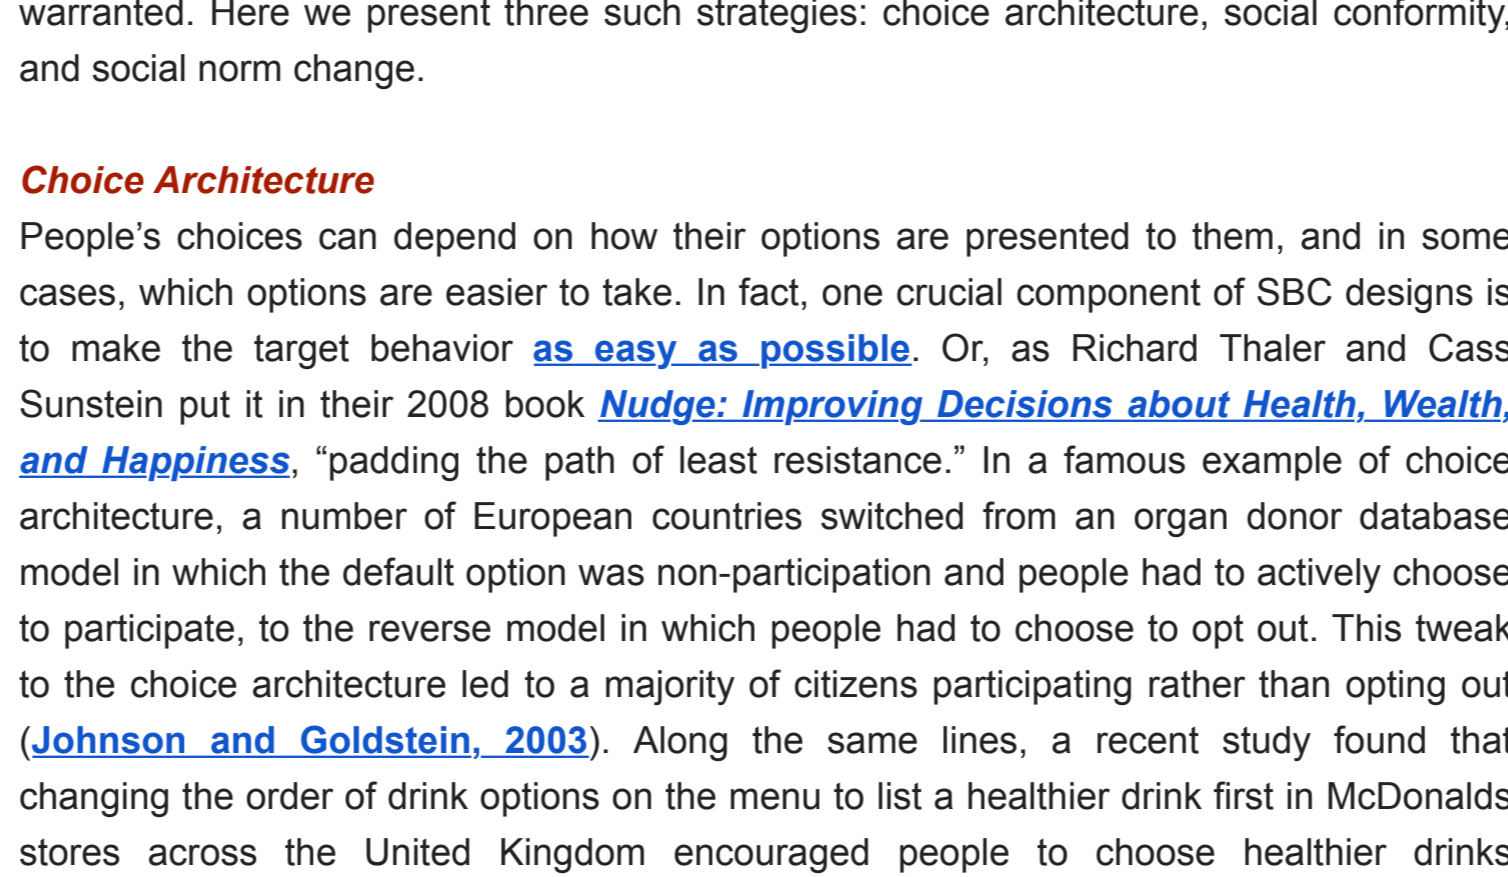 warranted. Here we present three such strategies: choice architecture, social conformity,
and social norm change.
Choice Architecture
People’s choices can depend on how their options are presented to them, and in some
cases, which options are easier to take. In fact, one crucial component of SBC designs is
to make the target behavior as easy as possible. Or, as Richard Thaler and Cass
Sunstein put it in their 2008 book Nudge: Improving Decisions about Health, Wealth,
and Happiness, “padding the path of least resistance.” In a famous example of choice
architecture, a number of European countries switched from an organ donor database
model in which the default option was non-participation and people had to actively choose
to participate, to the reverse model in which people had to choose to opt out. This tweak
to the choice architecture led to a majority of citizens participating rather than opting out
(Johnson and Goldstein, 2003). Along the same lines, a recent study found that
changing the order of drink options on the menu to list a healthier drink first in McDonalds
stores across the United Kingdom encouraged people to choose healthier drinks